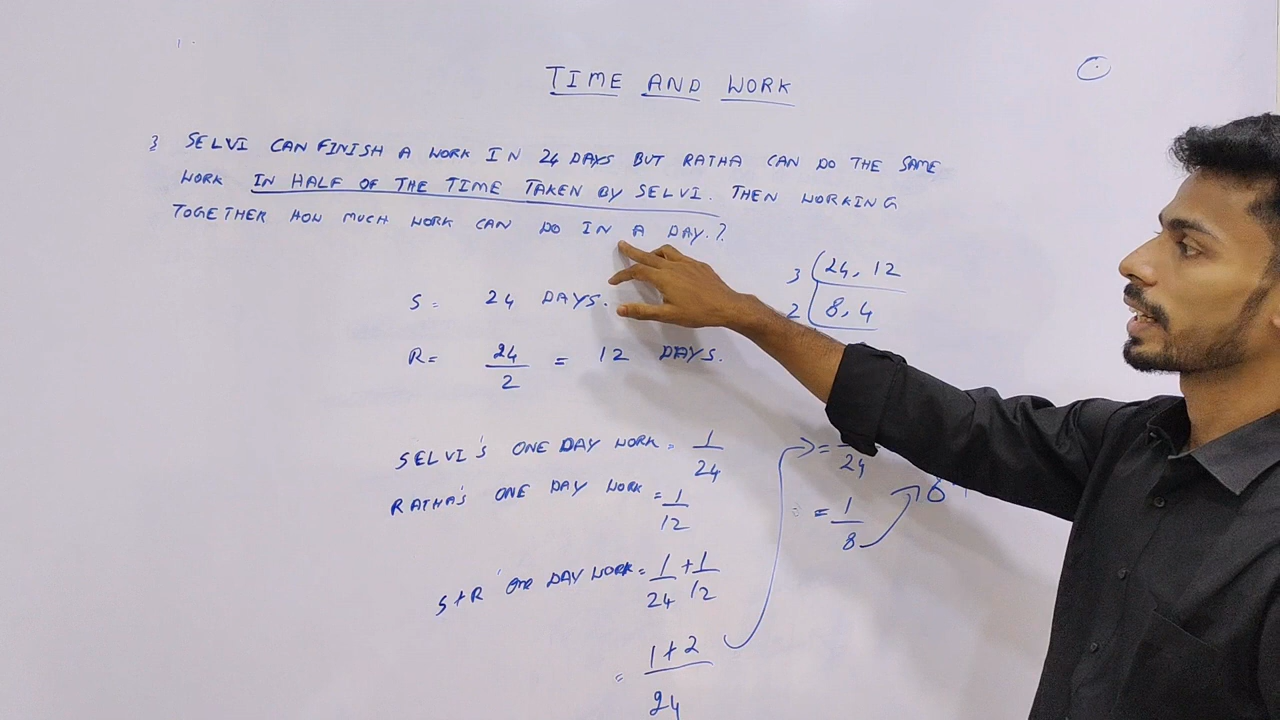 TIME AND WORK
3 SELVI CAN FINISH A WORK IN 24 DAYS BUT RATHA CAN DO THE SAME
WORK IN HALF OF THE TIME TAKEN BY SELVI. THEN WORKING
TOGETHER HOW MUCH WORK CAN DO IN A DAY.?
3 24, 12
2 8, 4
S = 24 DAYS.
R = 24/2 = 12 DAYS.
SELVI'S ONE DAY WORK = 1/24
RATHA'S ONE DAY WORK = 1/12
S+R ONE DAY WORK = 1/24 + 1/12
= 1+2/24
= /24
= 1/8